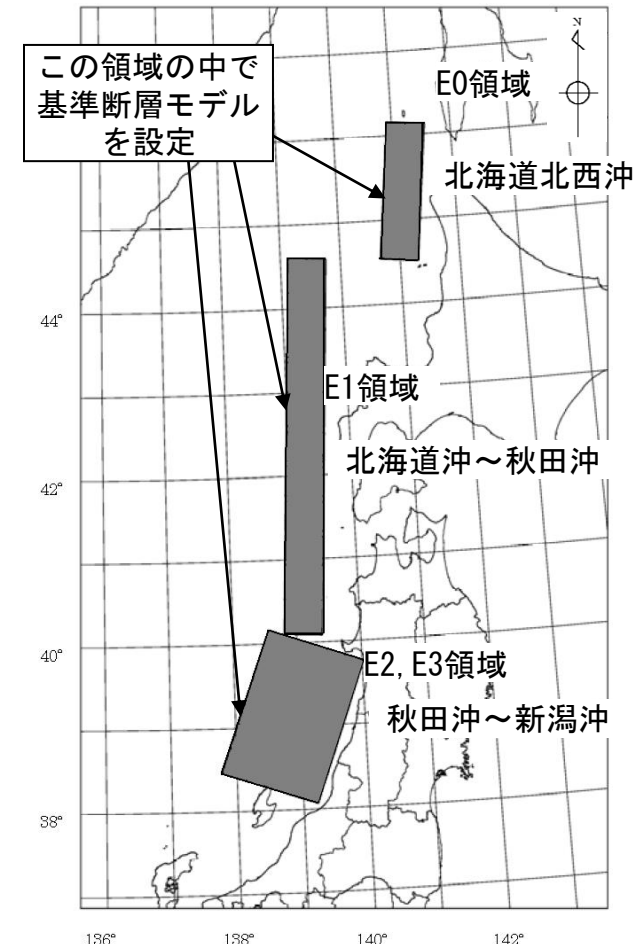 この領域の中で
基準断層モデル
を設定
N
E0領域
北海道北西沖
44°
E1領域
北海道沖～秋田沖
42°
40°
E2,E3領域
秋田沖～新潟沖
38°
136°
138°
140°
142°